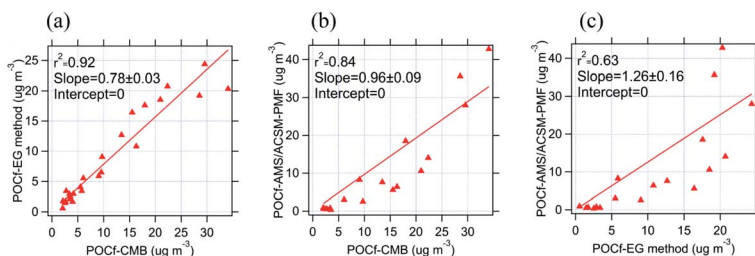 (a)
POCf-EG method (ug m-3)
25
20
15
10
5
0
r2=0.92
Slope=0.78±0.03
Intercept=0
0 5 10 15 20 25 30
POCf-CMB (ug m-3)
(b)
POCf-AMS/ACSM-PMF (ug m-3)
40
30
20
10
0
r2=0.84
Slope=0.96±0.09
Intercept=0
0 5 10 15 20 25 30
POCf-CMB (ug m-3)
(c)
POCf-AMS/ACSM-PMF (ug m-3)
40
30
20
10
0
r2=0.63
Slope=1.26±0.16
Intercept=0
0 5 10 15 20
POCf-EG method (ug m-3)